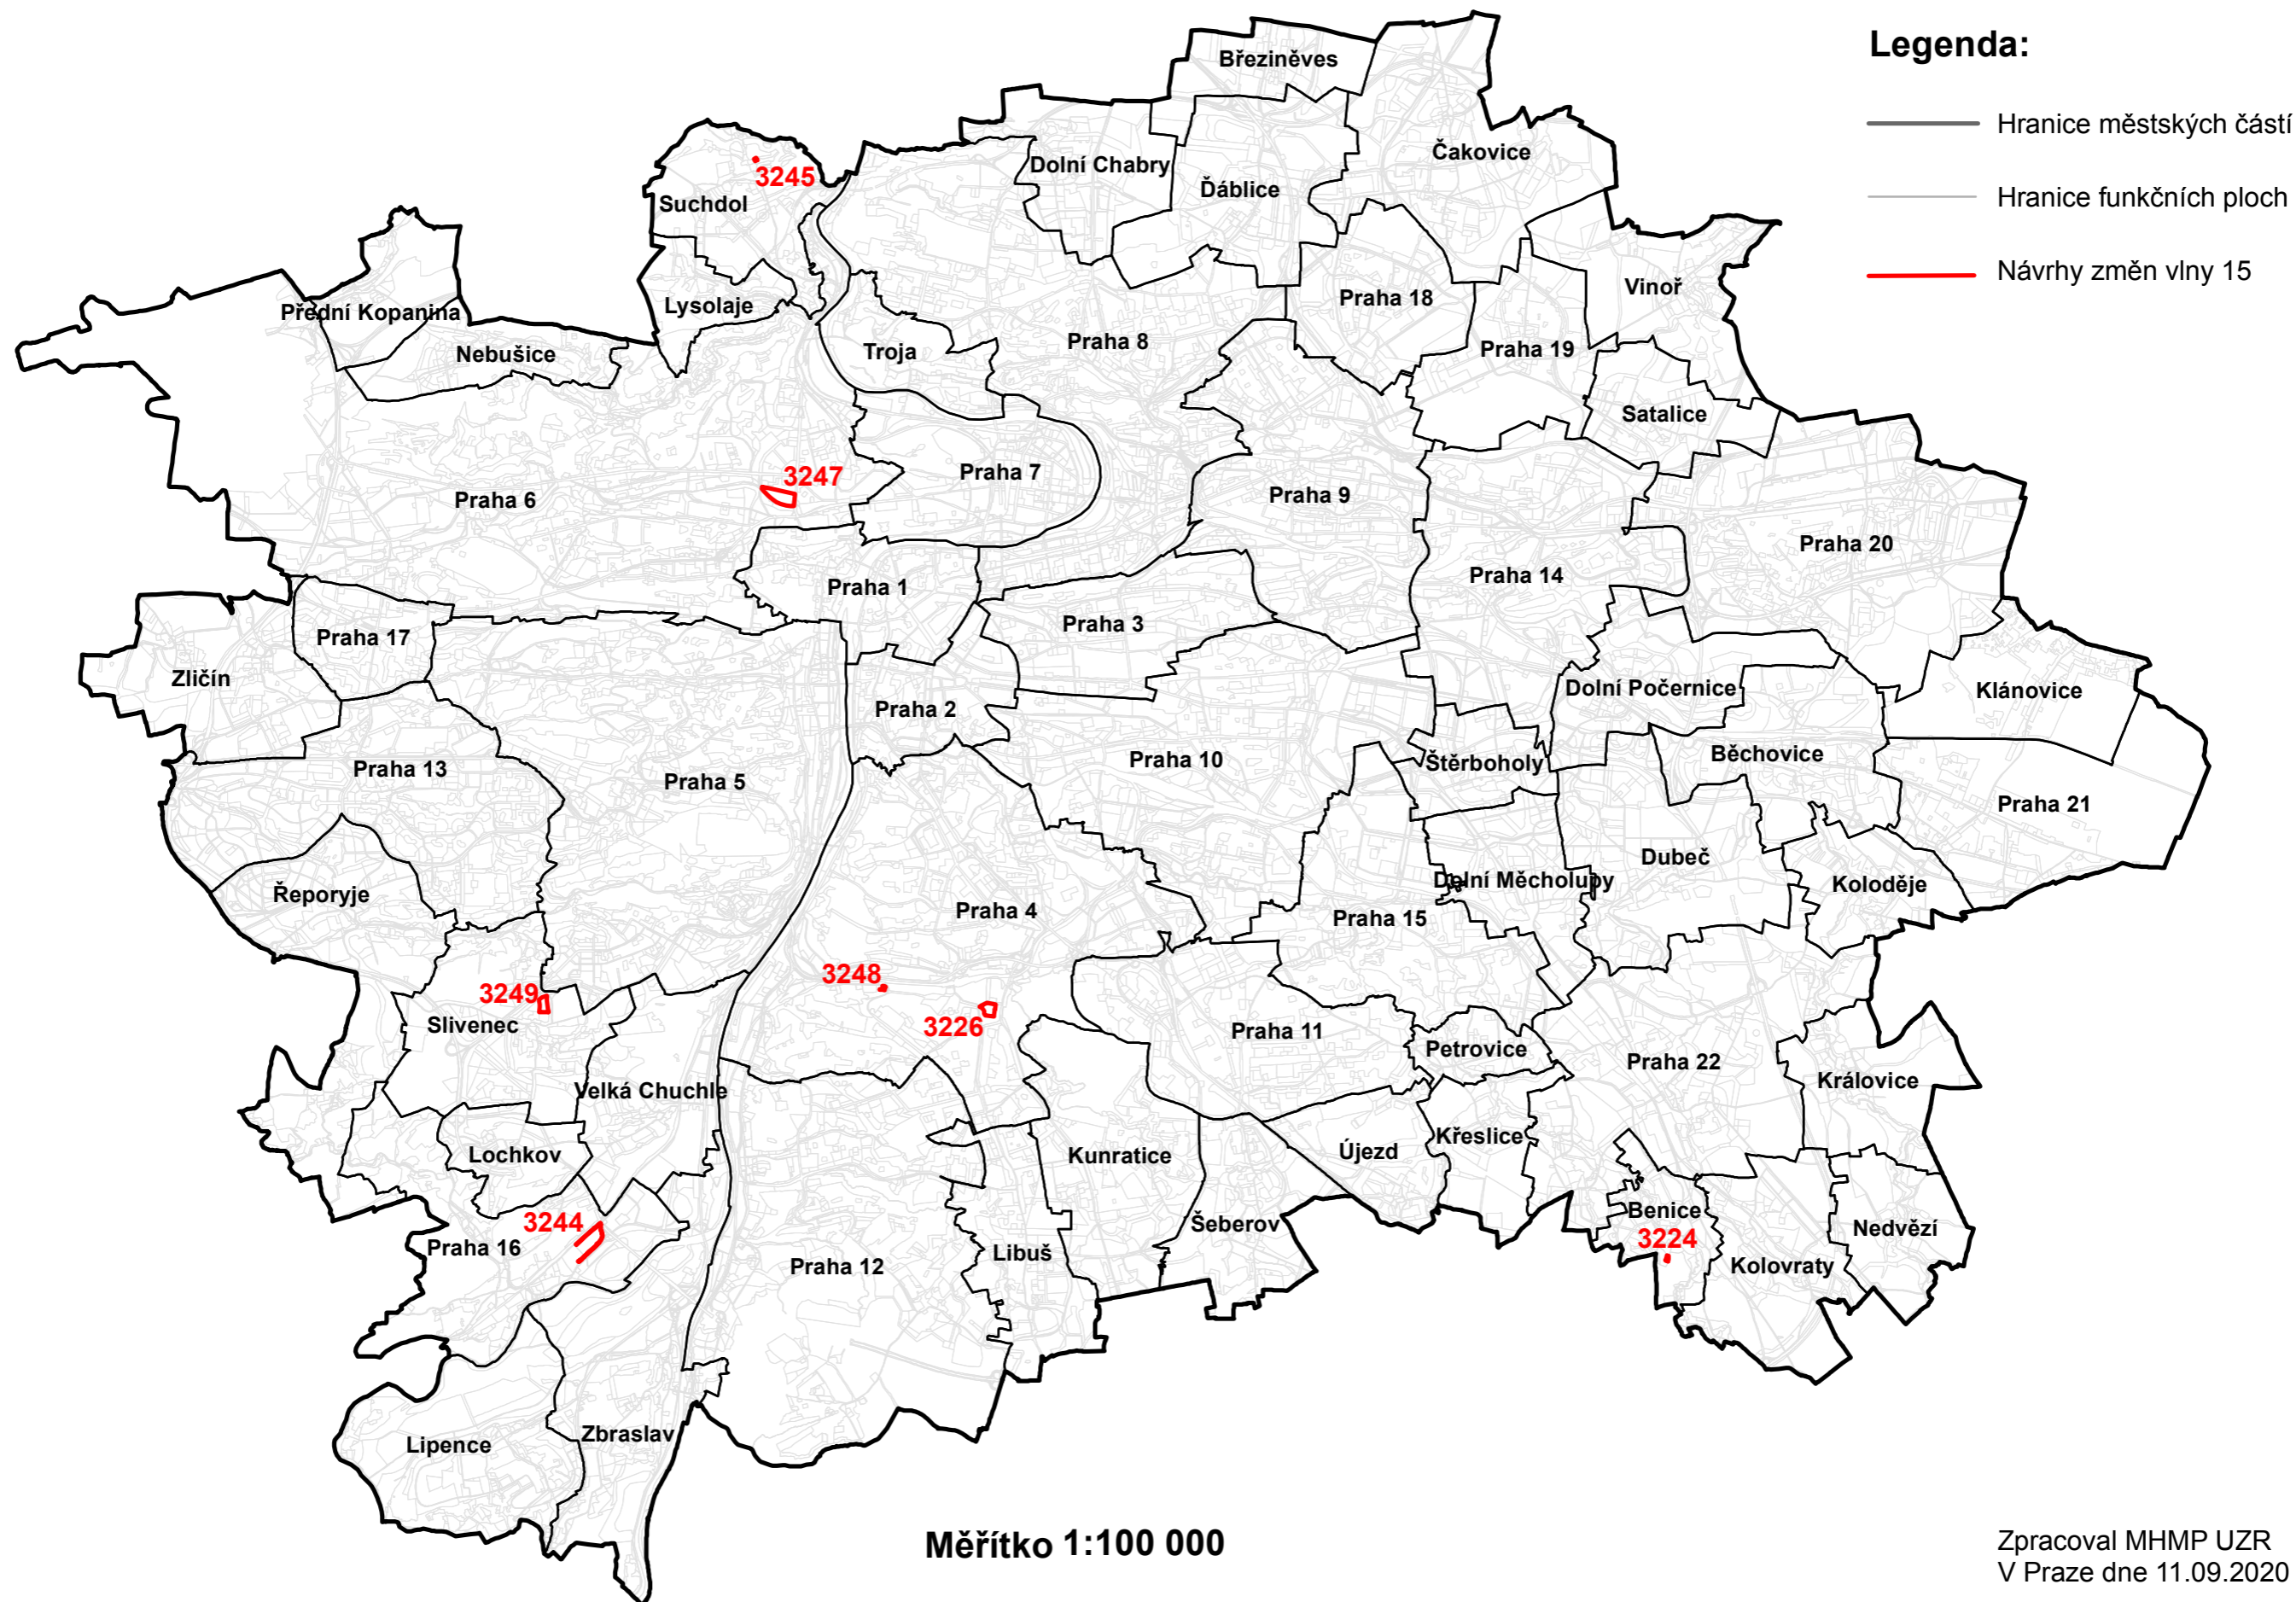 Legenda:
Hranice městských částí
Hranice funkčních ploch
Návrhy změn vlny 15
Březiněves
Čakovice
Dolní Chabry
Ďáblice
3245
Suchdol
Vinoř
Praha 18
Lysolaje
Přední Kopanina
Praha 8
Praha 19
Troja
Nebušice
Satalice
Praha 7
3247
Praha 6
Praha 9
Praha 20
Praha 14
Praha 1
Praha 3
Praha 17
Zličín
Dolní Počernice
Klánovice
Praha 2
Běchovice
Praha 10
Štěrboholy
Praha 13
Praha 5
Praha 21
Dubeč
Dolní Měcholupy
Koloděje
Řeporyje
Praha 4
Praha 15
3248
3249
Slivenec
3226
Praha 11
Petrovice
Praha 22
Královice
Velká Chuchle
Křeslice
Újezd
Lochkov
Kunratice
Benice
3244
Šeberov
Nedvězí
3224
Praha 16
Libuš
Praha 12
Kolovraty
Zbraslav
Lipence
Měřítko 1:100 000
Zpracoval MHMP UZR
V Praze dne 11.09.2020